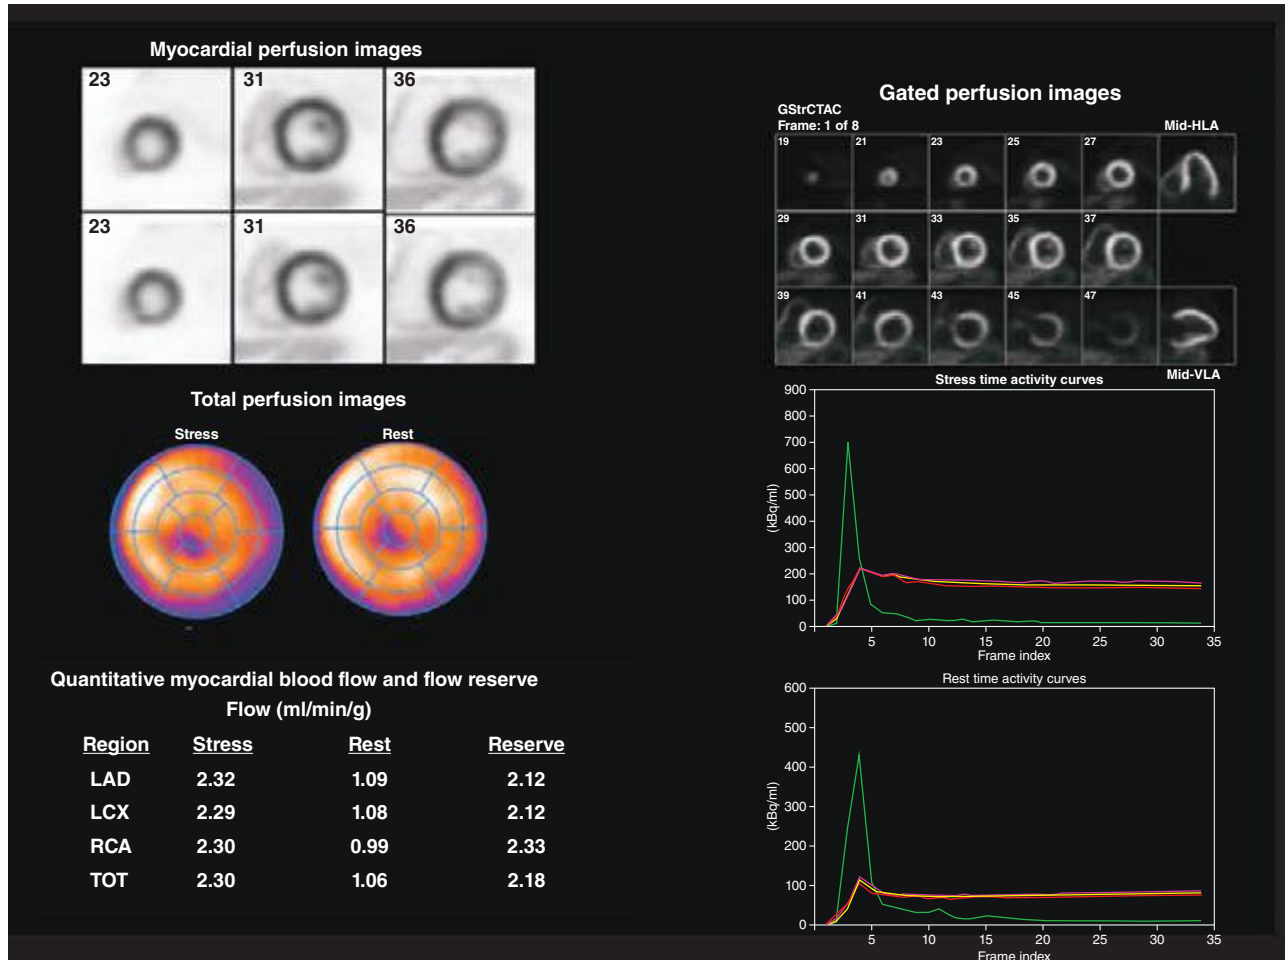 Myocardial perfusion images
23 31 36
23 31 36
Total perfusion images
Stress Rest
Quantitative myocardial blood flow and flow reserve
Flow (ml/min/g)
Region Stress Rest Reserve
LAD 2.32 1.09 2.12
LCX 2.29 1.08 2.12
RCA 2.30 0.99 2.33
TOT 2.30 1.06 2.18
Gated perfusion images
GStrCTAC
Frame: 1 of 8 Mid-HLA
19 21 23 25 27
29 31 33 35 37
39 41 43 45 47
Mid-VLA
Stress time activity curves
(kBq/ml)
900
800
700
600
500
400
300
200
100
0
5 10 15 20 25 30 35
Frame index
Rest time activity curves
(kBq/ml)
600
500
400
300
200
100
0
5 10 15 20 25 30 35
Frame index